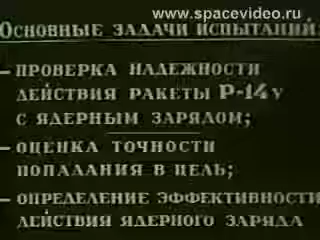 www.spacevideo.ru
Основные задачи испытаний:
– проверка надежности
действия ракеты Р-14у
с ядерным зарядом;
– оценка точности
попадания в цель;
– определение эффективности
действия ядерного заряда